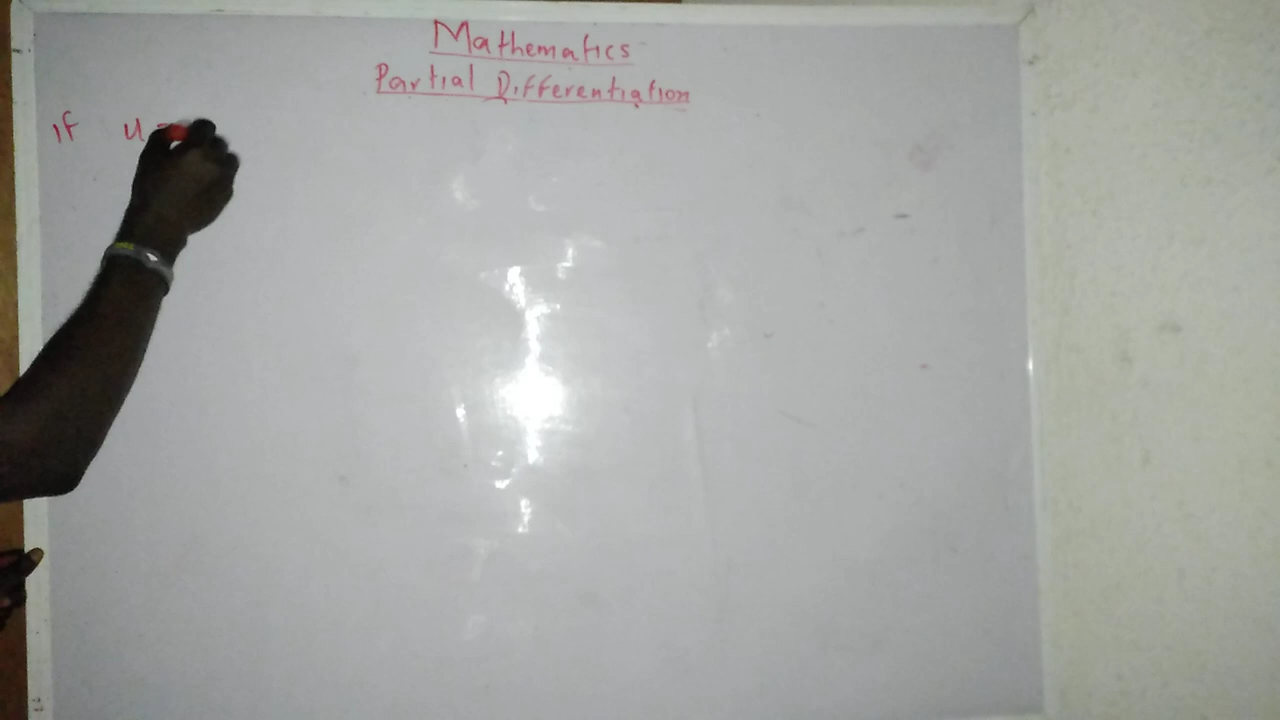 Mathematics
Partial Differentiation
If u =